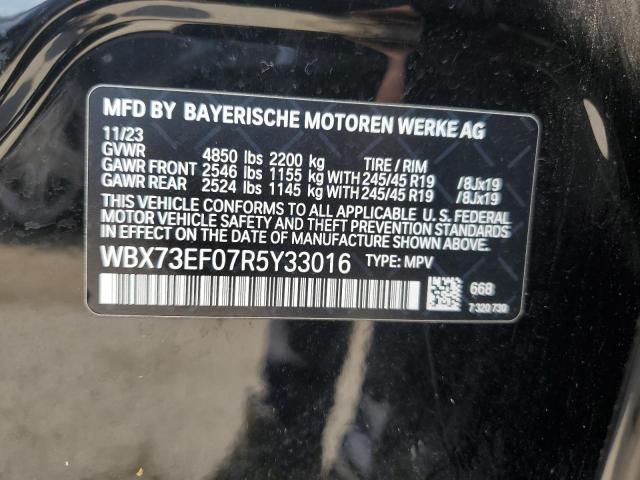 MFD BY BAYERISCHE MOTOREN WERKE AG
11/23
GVWR 4850 lbs 2200 kg TIRE / RIM
GAWR FRONT 2546 lbs 1155 kg WITH 245/45 R19 /8Jx19
GAWR REAR 2524 lbs 1145 kg WITH 245/45 R19 /8Jx19
THIS VEHICLE CONFORMS TO ALL APPLICABLE U. S. FEDERAL
MOTOR VEHICLE SAFETY AND THEFT PREVENTION STANDARDS
IN EFFECT ON THE DATE OF MANUFACTURE SHOWN ABOVE.
WBX73EF07R5Y33016 TYPE: MPV
668
7 320 730